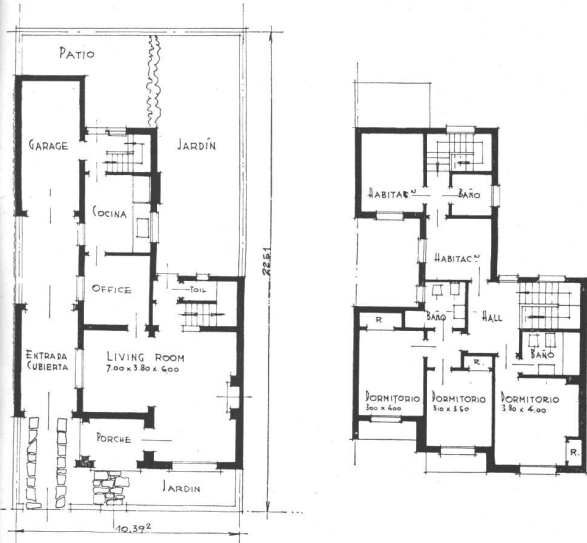 PATIO
GARAGE
JARDÍN
COCINA
OFFICE
TOIL
ENTRADA
CUBIERTA
LIVING ROOM
7.00 x 3.80 x 6.00
PORCHE
JARDIN
10.39²
22.51
HABITACN
BAÑO
HABITACN
BAÑO
HALL
R
BAÑO
R.
DORMITORIO
3.00 x 4.00
DORMITORIO
3.10 x 3.50
DORMITORIO
3.80 x 4.00
R.